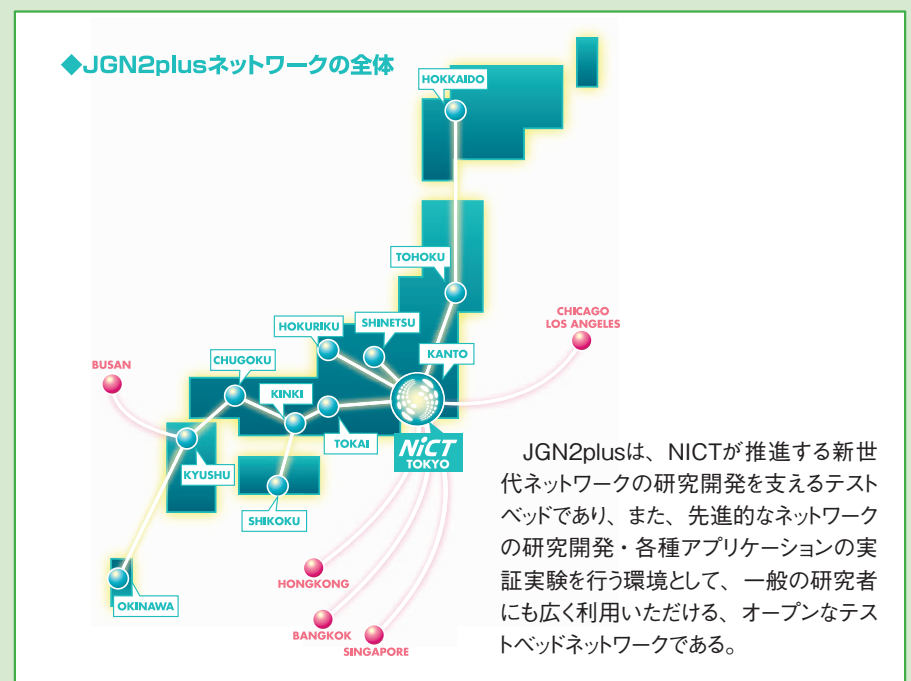 ◆JGN2plusネットワークの全体
HOKKAIDO
TOHOKU
CHICAGO
LOS ANGELES
HOKURIKU
SHINETSU
KANTO
BUSAN
CHUGOKU
KINKI
TOKAI
NiCT
TOKYO
KYUSHU
SHIKOKU
HONGKONG
OKINAWA
BANGKOK
SINGAPORE
JGN2plusは、NICTが推進する新世
代ネットワークの研究開発を支えるテスト
ベッドであり、また、先進的なネットワーク
の研究開発・各種アプリケーションの実
証実験を行う環境として、一般の研究者
にも広く利用いただける、オープンなテス
トベッドネットワークである。